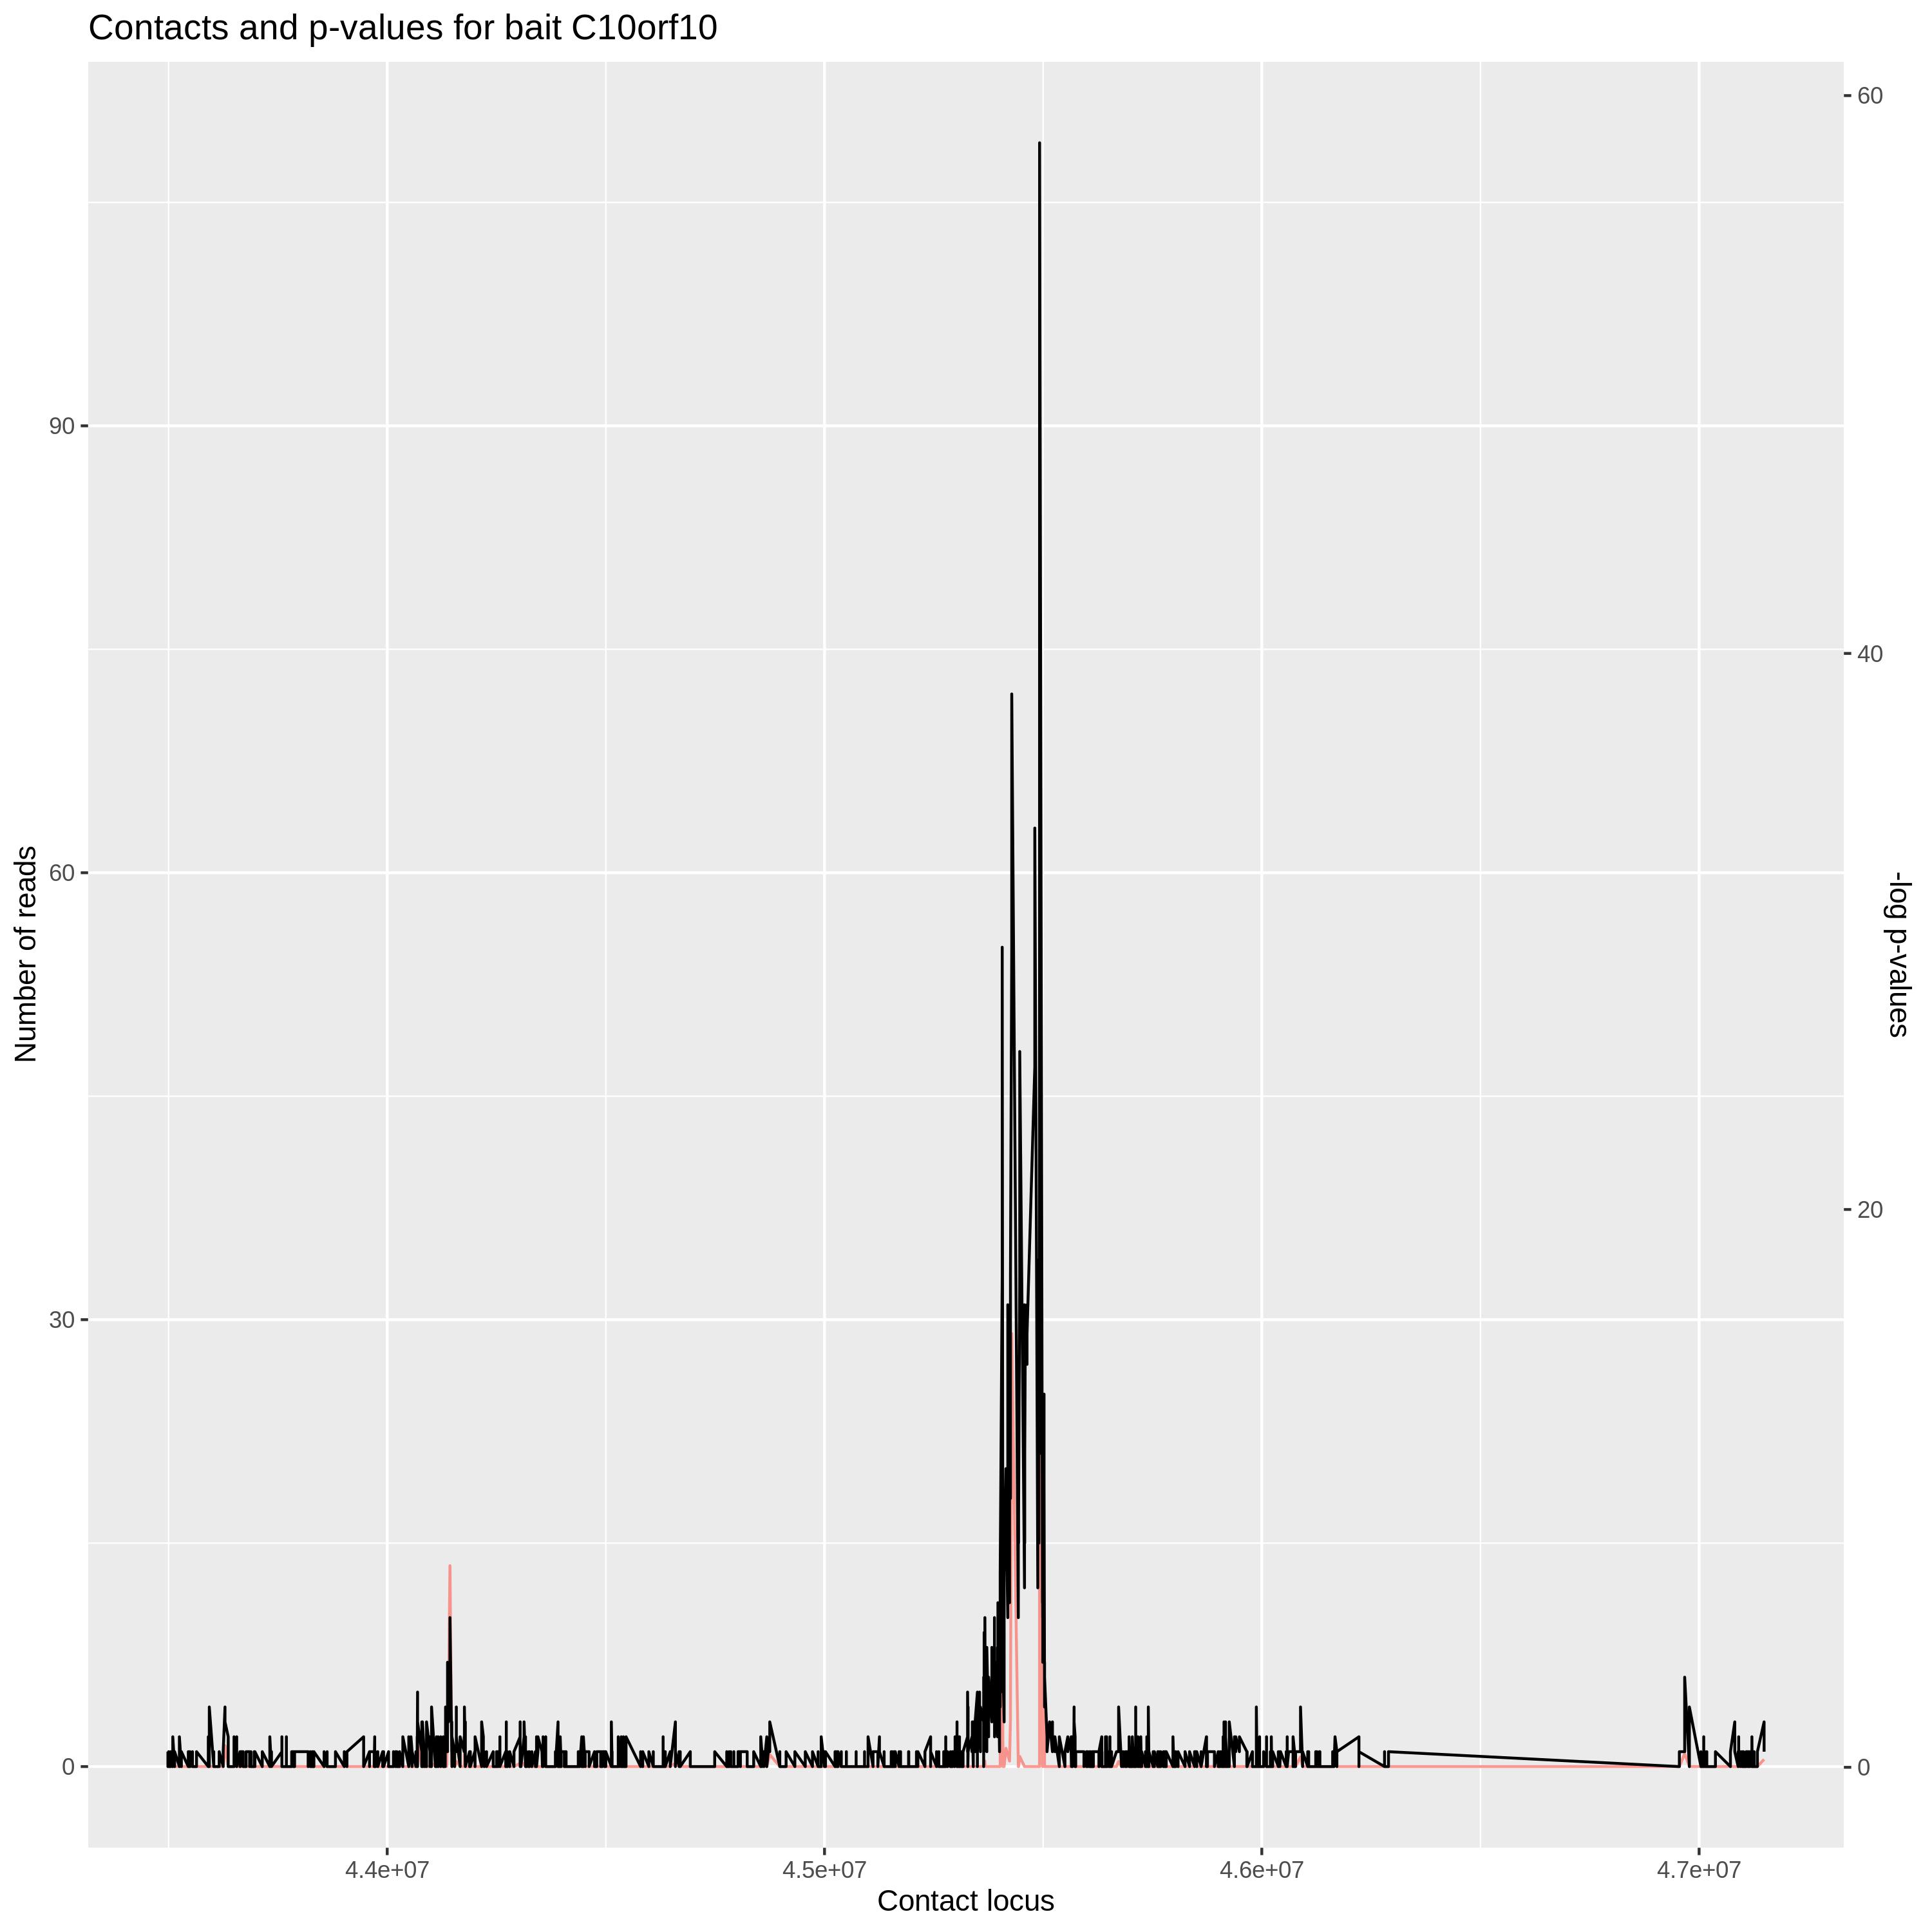 Contacts and p-values for bait C10orf10
Number of reads
90
60
30
0
60
40
20
0
-log p-values
4.4e+07 4.5e+07 4.6e+07 4.7e+07
Contact locus